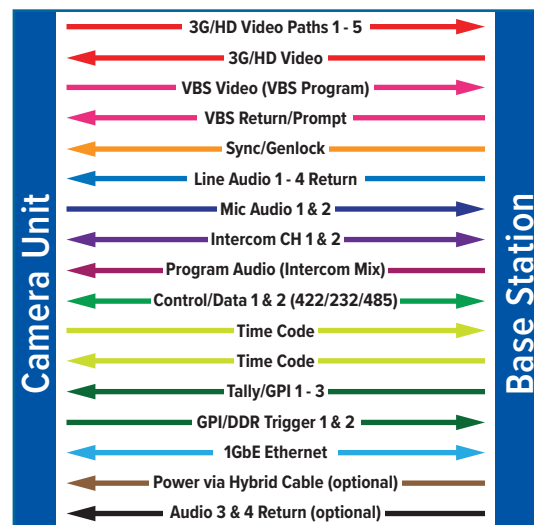 Camera Unit
3G/HD Video Paths 1 - 5
3G/HD Video
VBS Video (VBS Program)
VBS Return/Prompt
Sync/Genlock
Line Audio 1 - 4 Return
Mic Audio 1 & 2
Intercom CH 1 & 2
Program Audio (Intercom Mix)
Control/Data 1 & 2 (422/232/485)
Time Code
Time Code
Tally/GPI 1 - 3
GPI/DDR Trigger 1 & 2
1GbE Ethernet
Power via Hybrid Cable (optional)
Audio 3 & 4 Return (optional)
Base Station